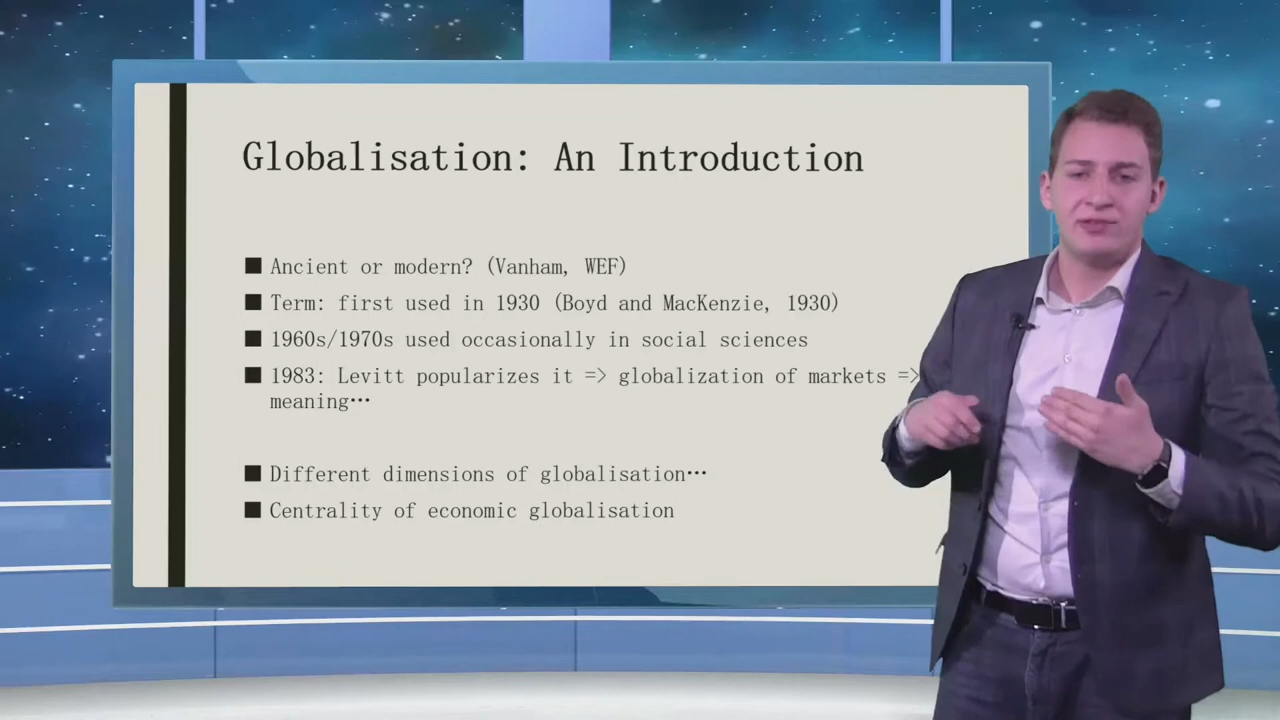 Globalisation: An Introduction
■ Ancient or modern? (Vanham, WEF)
■ Term: first used in 1930 (Boyd and MacKenzie, 1930)
■ 1960s/1970s used occasionally in social sciences
■ 1983: Levitt popularizes it => globalization of markets =>
meaning…
■ Different dimensions of globalisation…
■ Centrality of economic globalisation